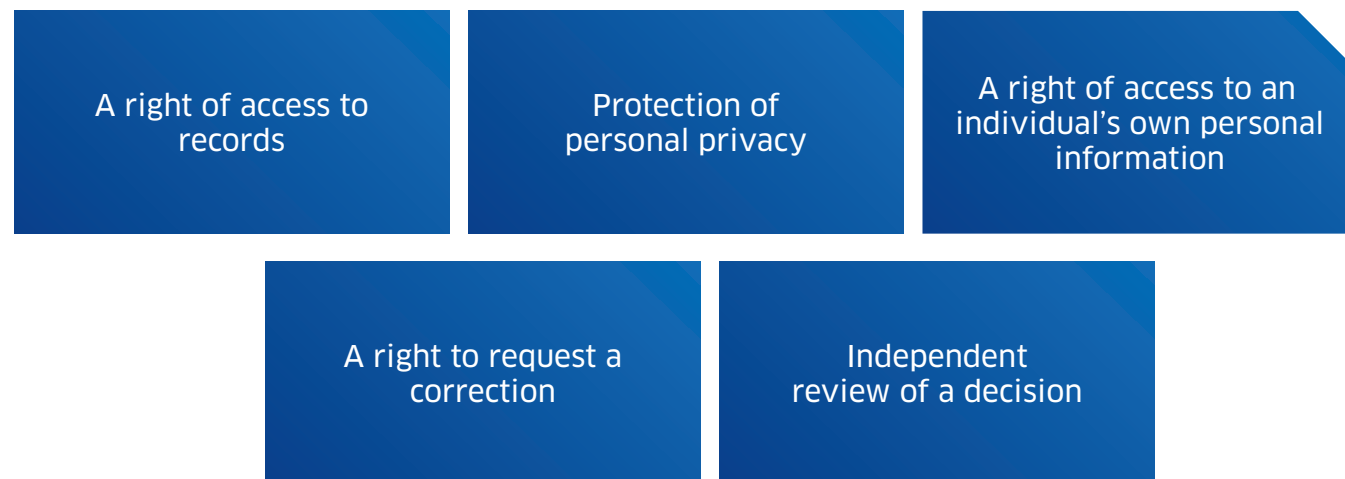 A right of access to
records
Protection of
personal privacy
A right of access to an
individual's own personal
information
A right to request a
correction
Independent
review of a decision